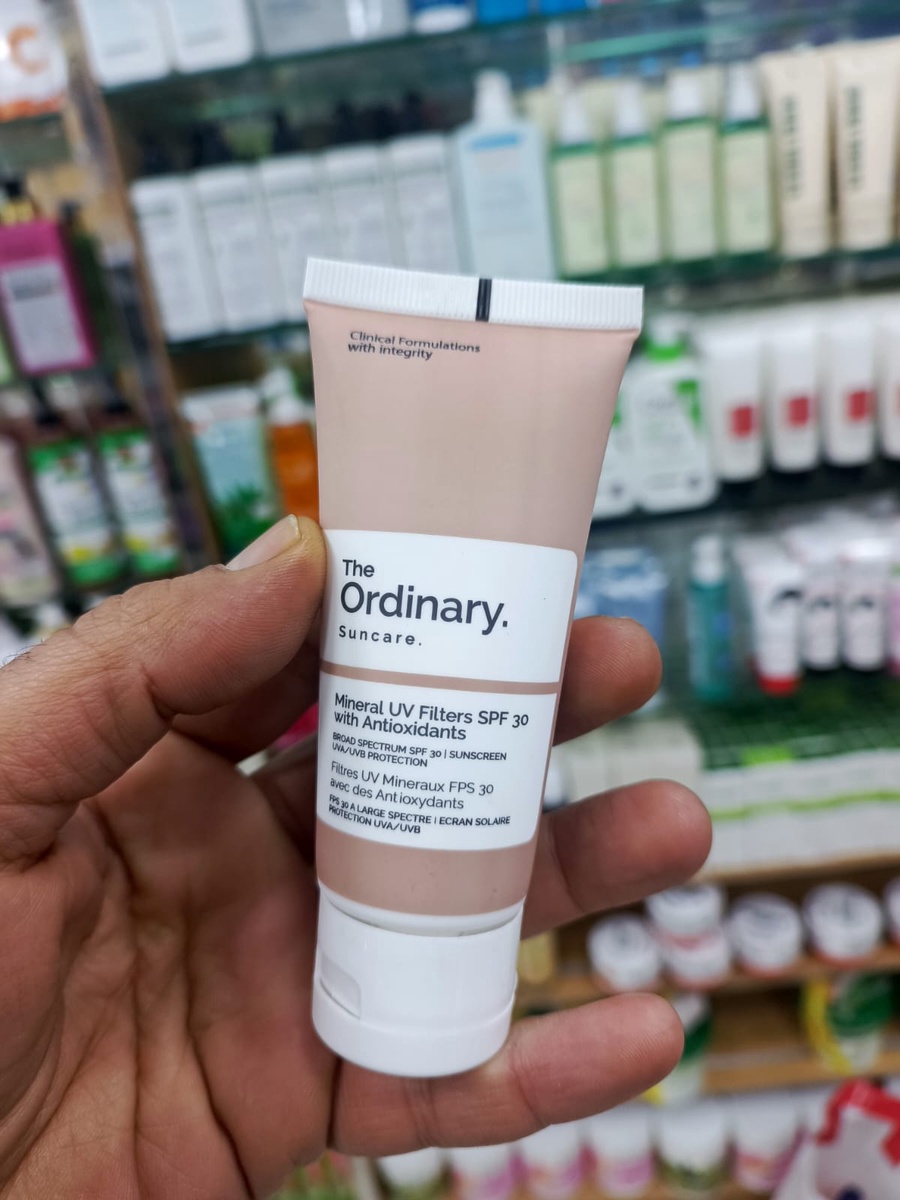 Clinical Formulations
with integrity
The
Ordinary.
Suncare.
Mineral UV Filters SPF 30
with Antioxidants
BROAD SPECTRUM SPF 30 | SUNSCREEN
UVA/UVB PROTECTION
Filtres UV Mineraux FPS 30
avec des Antioxydants
FPS 30 A LARGE SPECTRE | ECRAN SOLAIRE
PROTECTION UVA/UVB